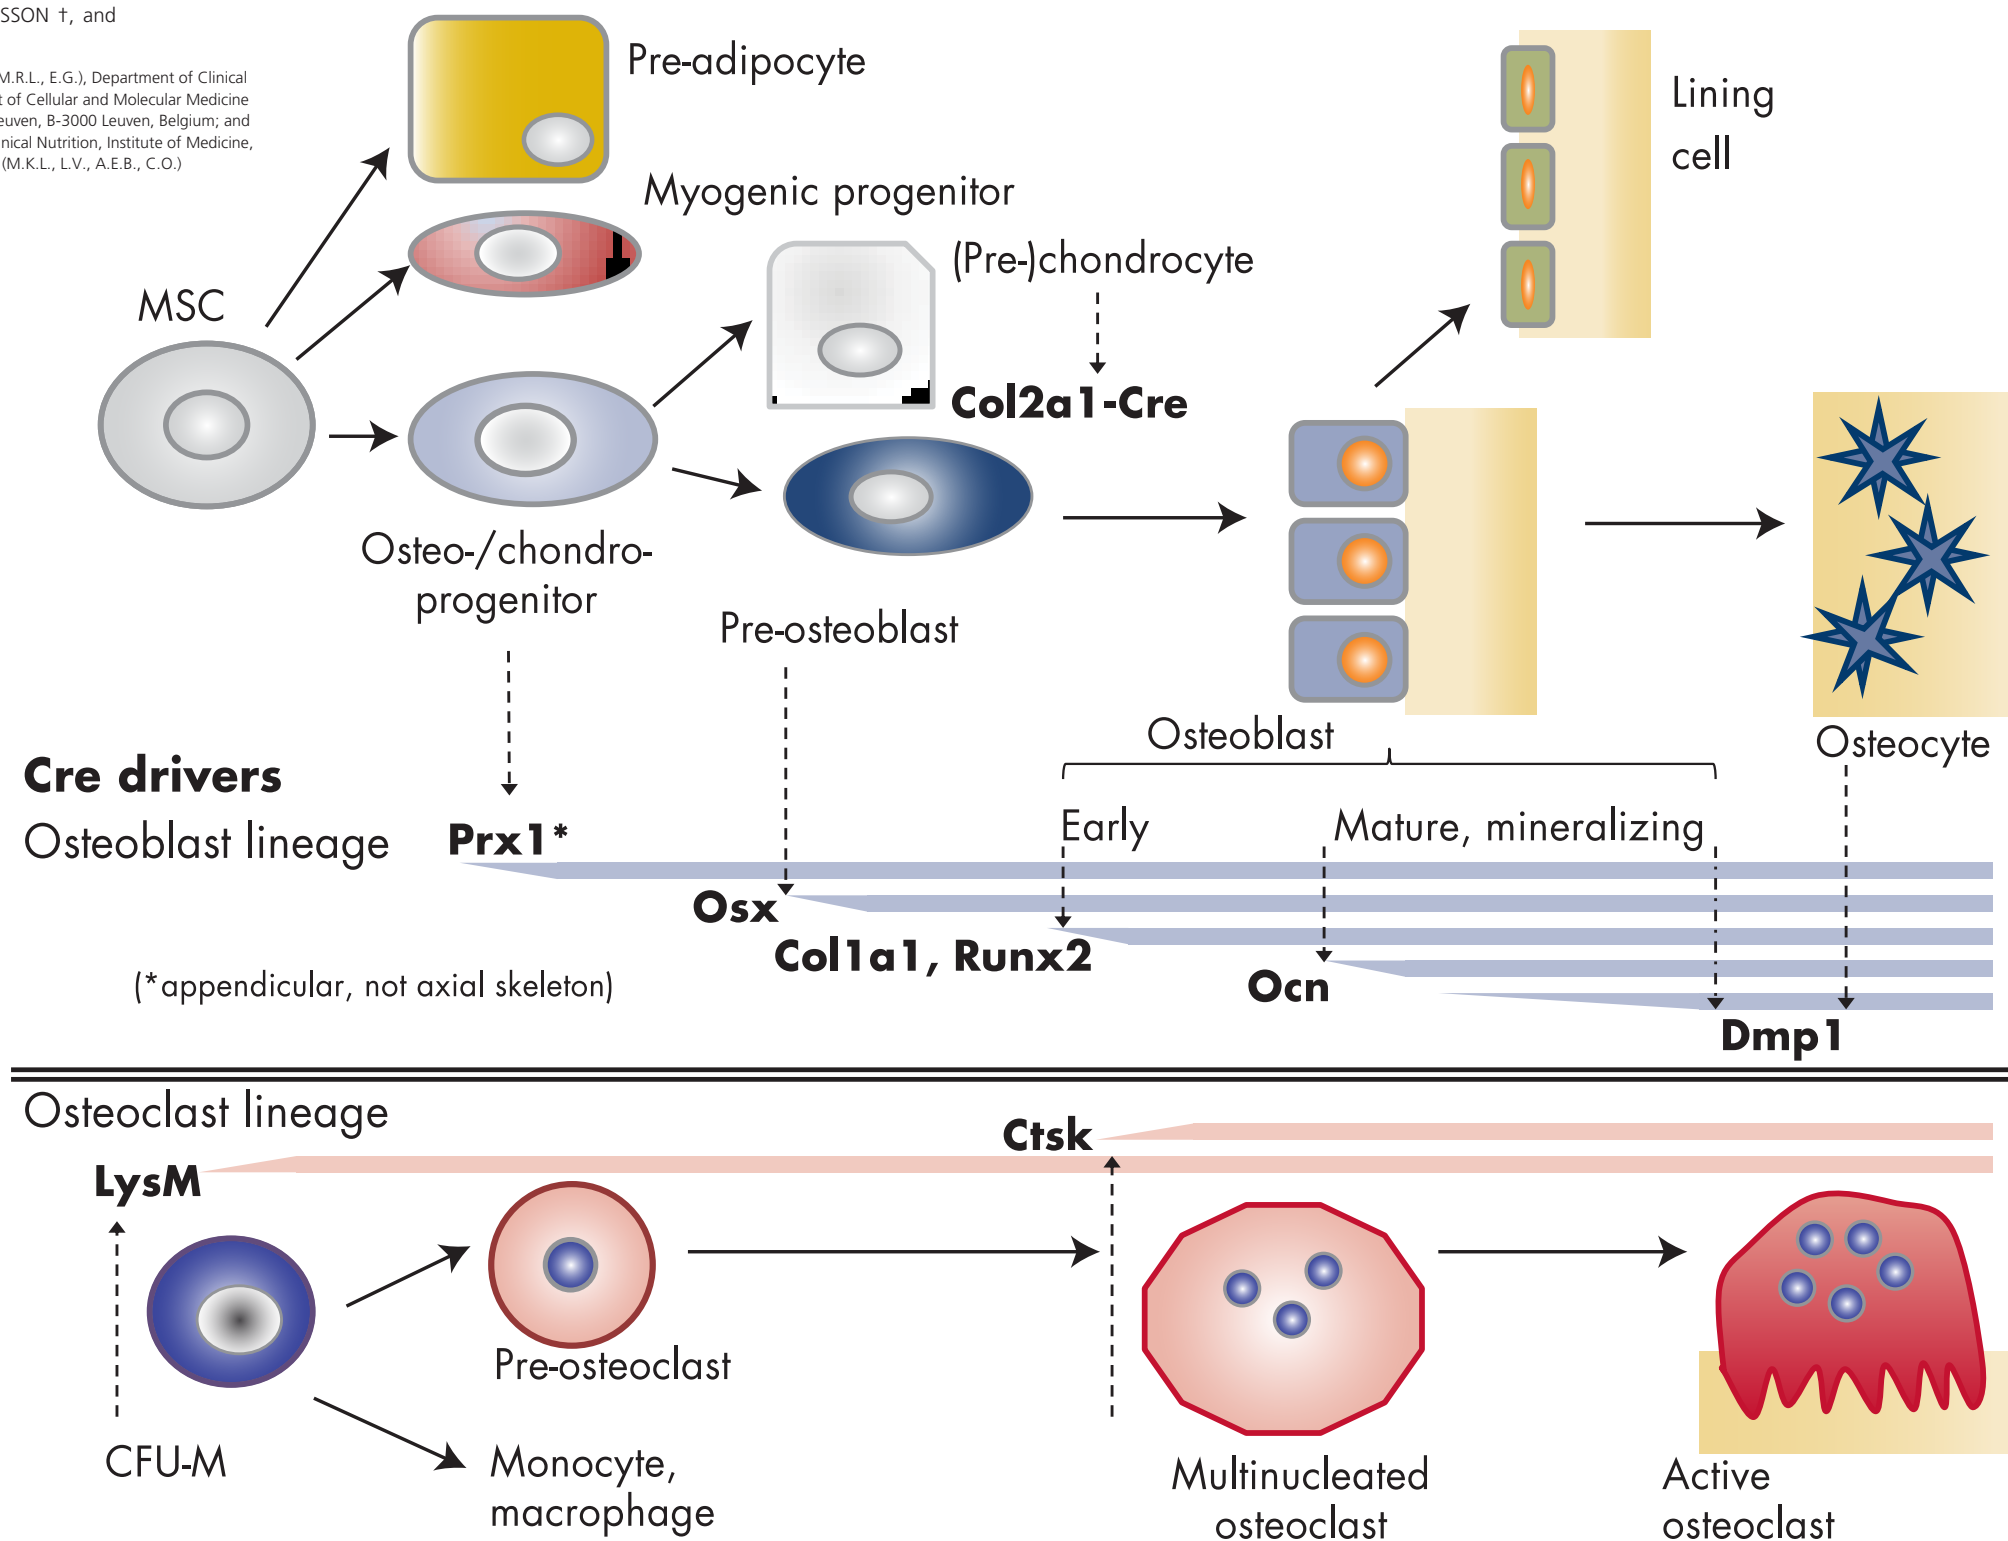 SSON †, and
M.R.L., E.G.), Department of Clinical
t of Cellular and Molecular Medicine
euven, B-3000 Leuven, Belgium; and
nical Nutrition, Institute of Medicine,
(M.K.L., L.V., A.E.B., C.O.)
Pre-adipocyte
Lining
cell
Myogenic progenitor
(Pre-)chondrocyte
MSC
Col2a1-Cre
Osteo-/chondro-
progenitor
Pre-osteoblast
Osteoblast
Osteocyte
Cre drivers
Osteoblast lineage
Prx1*
Early
Mature, mineralizing
Osx
Col1a1, Runx2
(*appendicular, not axial skeleton)
Ocn
Dmp1
Osteoclast lineage
Ctsk
LysM
Pre-osteoclast
CFU-M
Monocyte,
macrophage
Multinucleated
osteoclast
Active
osteoclast